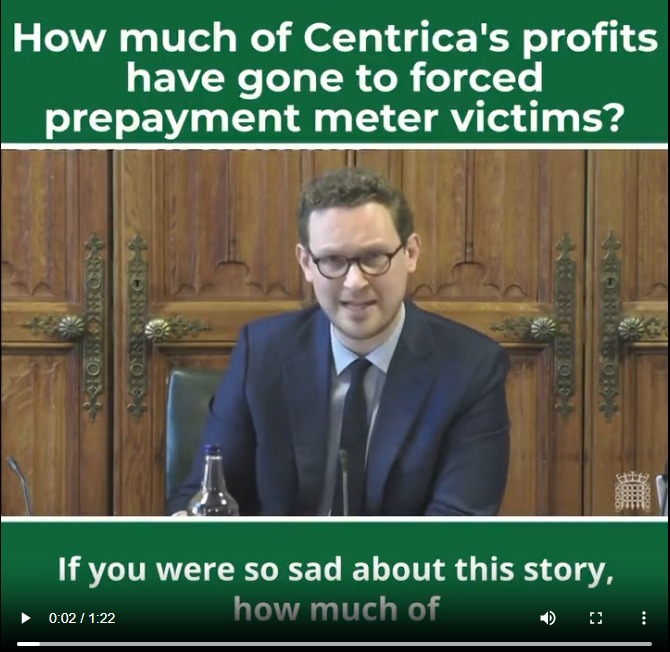 How much of Centrica's profits
have gone to forced
prepayment meter victims?
If you were so sad about this story,
how much of
0:02 / 1:22